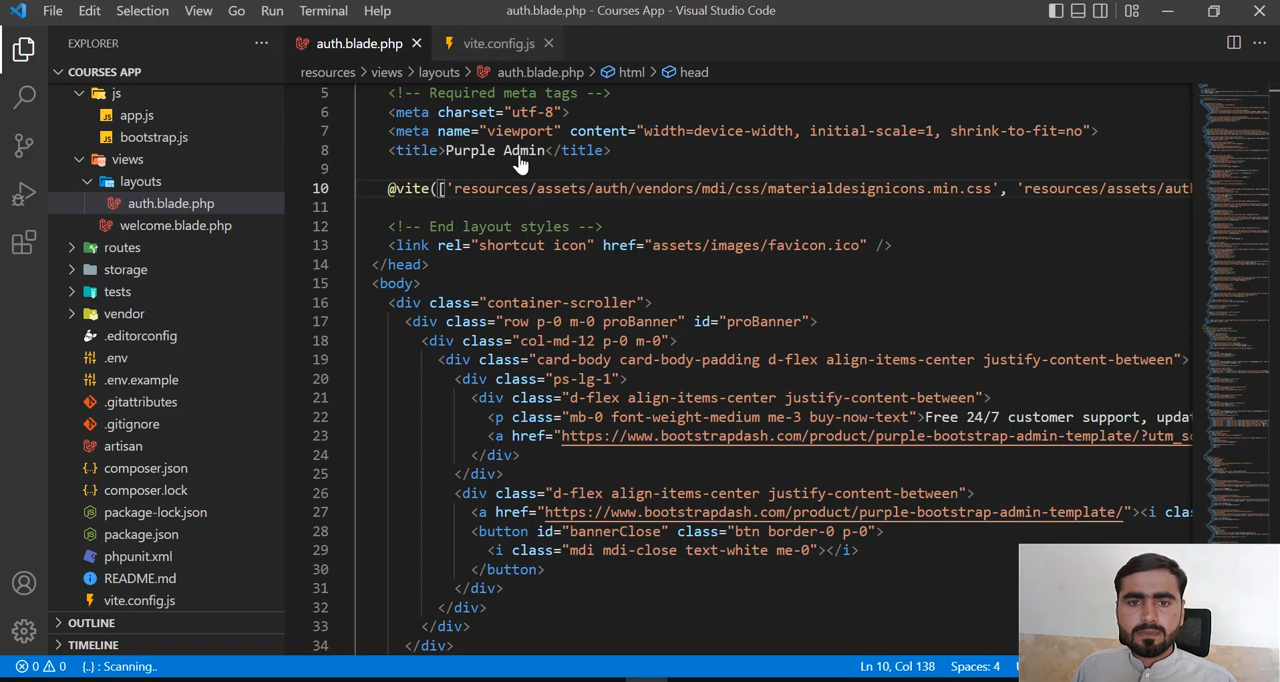 File Edit Selection View Go Run Terminal Help
auth.blade.php - Courses App - Visual Studio Code
EXPLORER
COURSES APP
js
app.js
bootstrap.js
views
layouts
auth.blade.php
welcome.blade.php
routes
storage
tests
vendor
.editorconfig
.env
.env.example
.gitattributes
.gitignore
artisan
composer.json
composer.lock
package-lock.json
package.json
phpunit.xml
README.md
vite.config.js
OUTLINE
TIMELINE
auth.blade.php vite.config.js
resources > views > layouts > auth.blade.php > html > head
5 <!-- Required meta tags -->
6 <meta charset="utf-8">
7 <meta name="viewport" content="width=device-width, initial-scale=1, shrink-to-fit=no">
8 <title>Purple Admin</title>
9
10 @vite(['resources/assets/auth/vendors/mdi/css/materialdesignicons.min.css', 'resources/assets/aut
11
12 <!-- End layout styles -->
13 <link rel="shortcut icon" href="assets/images/favicon.ico" />
14 </head>
15 <body>
16 <div class="container-scroller">
17 <div class="row p-0 m-0 proBanner" id="proBanner">
18 <div class="col-md-12 p-0 m-0">
19 <div class="card-body card-body-padding d-flex align-items-center justify-content-between">
20 <div class="ps-lg-1">
21 <div class="d-flex align-items-center justify-content-between">
22 <p class="mb-0 font-weight-medium me-3 buy-now-text">Free 24/7 customer support, upda
23 <a href="https://www.bootstrapdash.com/product/purple-bootstrap-admin-template/?utm_so
24 </div>
25 </div>
26 <div class="d-flex align-items-center justify-content-between">
27 <a href="https://www.bootstrapdash.com/product/purple-bootstrap-admin-template/"><i clas
28 <button id="bannerClose" class="btn border-0 p-0">
29 <i class="mdi mdi-close text-white me-0"></i>
30 </button>
31 </div>
32 </div>
33 </div>
34 </div>
0 0 {..} : Scanning.. Ln 10, Col 138 Spaces: 4